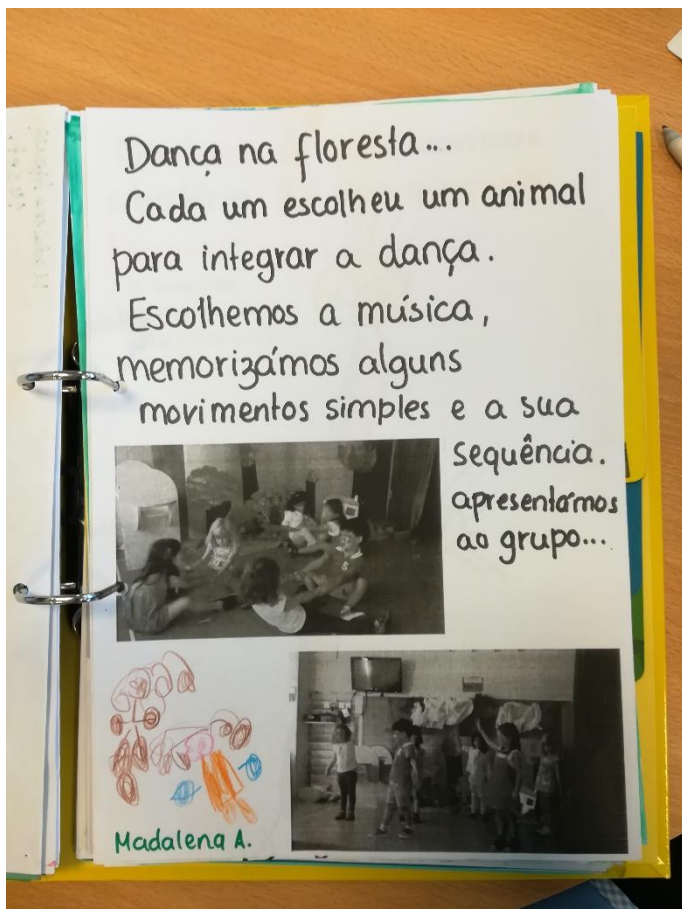 Dança na floresta...
Cada um escolheu um animal
para integrar a dança.
Escolhemos a música,
memorizámos alguns
movimentos simples e a sua
sequência.
apresentámos
ao grupo...
Madalena A.